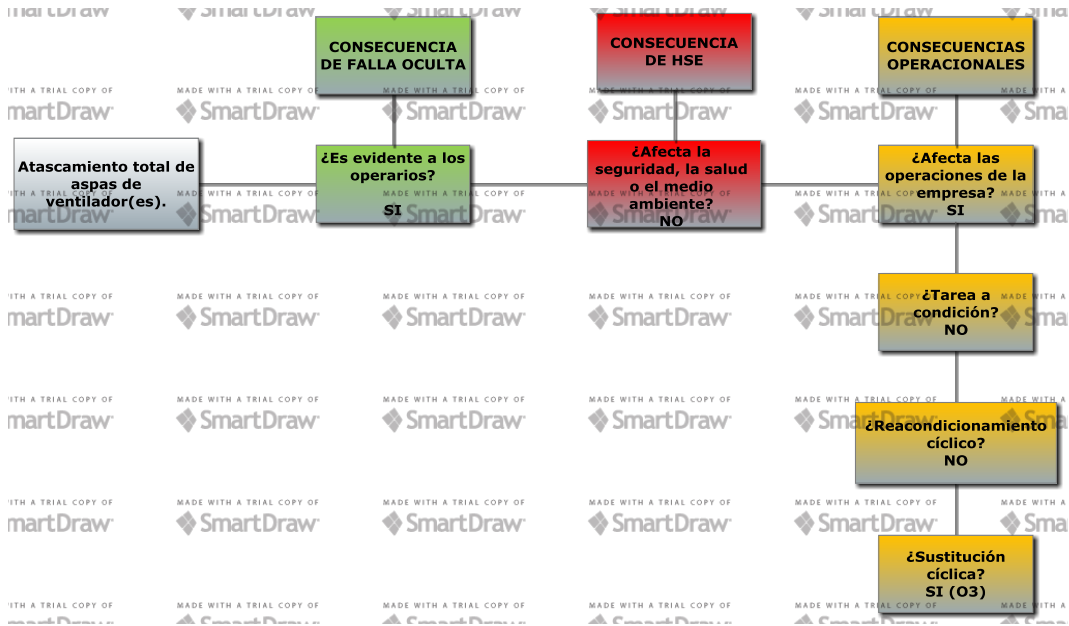 CONSECUENCIA
DE FALLA OCULTA
CONSECUENCIA
DE HSE
CONSECUENCIAS
OPERACIONALES
Atascamiento total de
aspas de
ventilador(es).
¿Es evidente a los
operarios?
SI
¿Afecta la
seguridad, la salud
o el medio
ambiente?
NO
¿Afecta las
operaciones de la
empresa?
SI
¿Tarea a
condición?
NO
¿Reacondicionamiento
cíclico?
NO
¿Sustitución
cíclica?
SI (O3)
MADE WITH A TRIAL COPY OF
SmartDraw